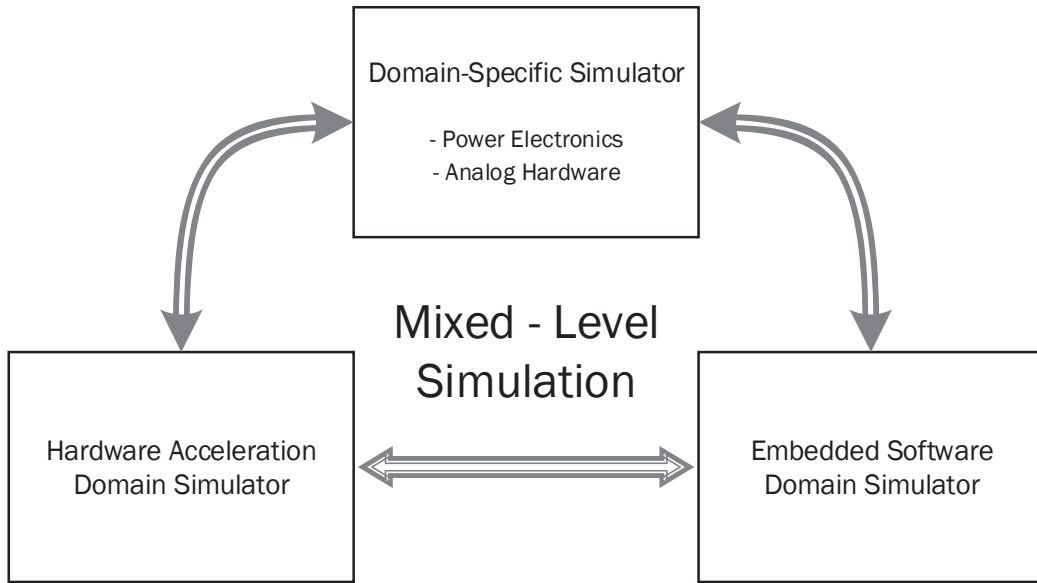 Domain-Specific Simulator
- Power Electronics
- Analog Hardware
Mixed - Level
Simulation
Hardware Acceleration
Domain Simulator
Embedded Software
Domain Simulator